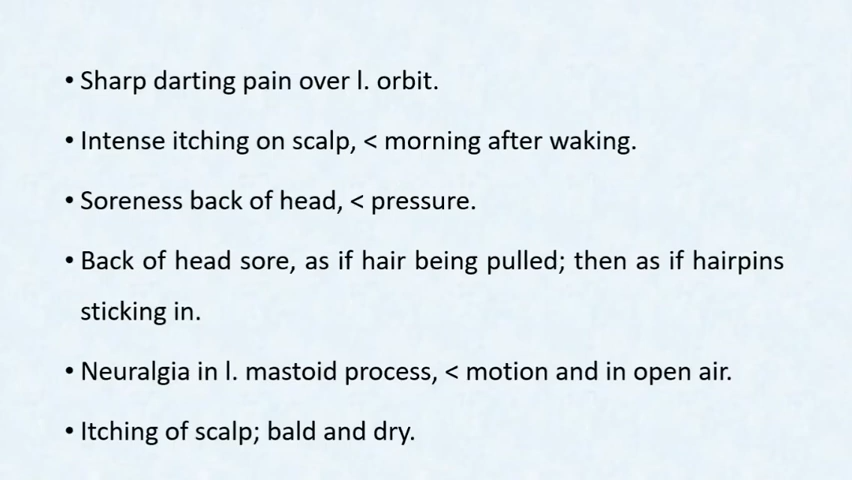 • Sharp darting pain over l. orbit.
• Intense itching on scalp, < morning after waking.
• Soreness back of head, < pressure.
• Back of head sore, as if hair being pulled; then as if hairpins
sticking in.
• Neuralgia in l. mastoid process, < motion and in open air.
• Itching of scalp; bald and dry.